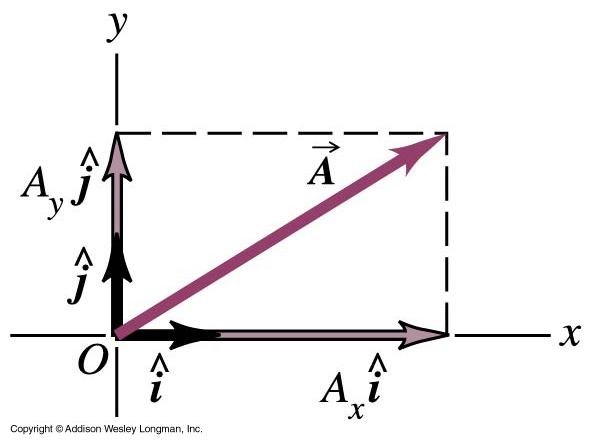 y
A⃗
A_y ĵ
ĵ
x
O
î
A_x î
Copyright © Addison Wesley Longman, Inc.